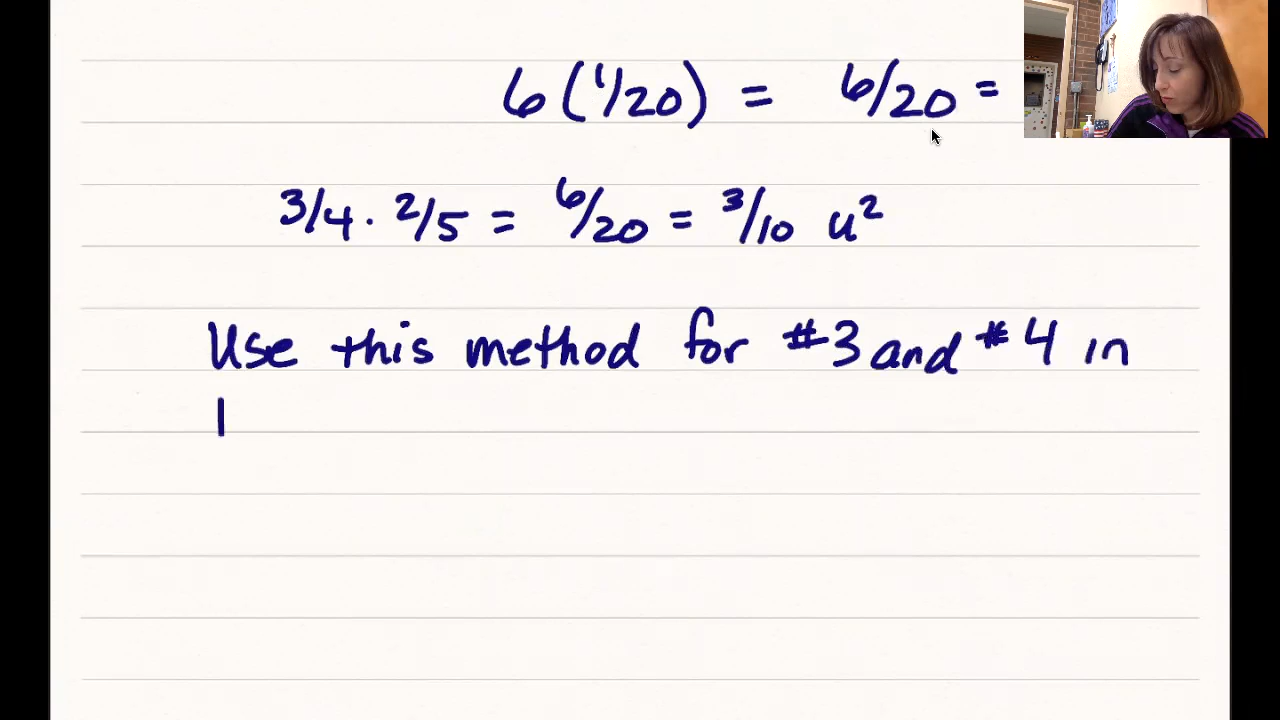 6 (1/20) = 6/20 =
3/4 · 2/5 = 6/20 = 3/10 u²
Use this method for #3 and #4 in